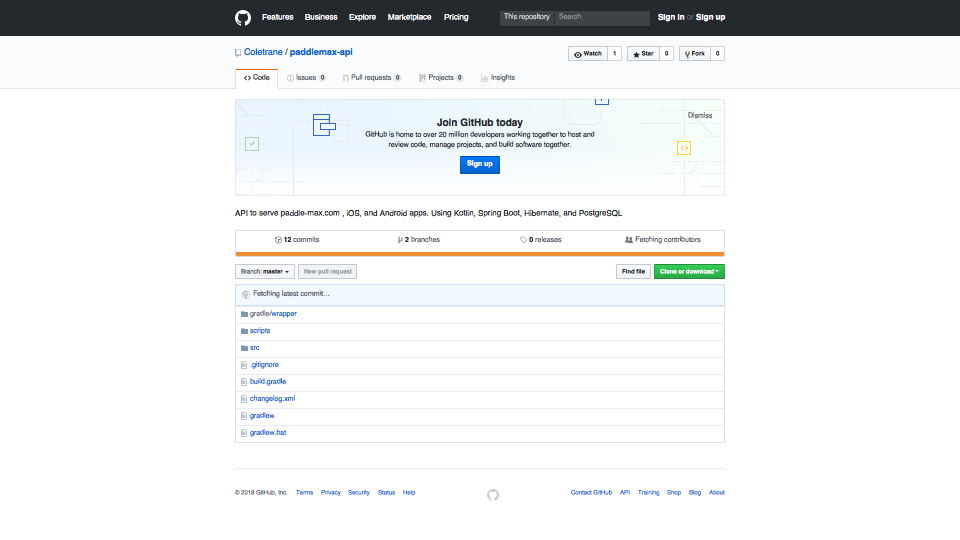 Features Business Explore Marketplace Pricing This repository Search Sign in or Sign up
Coletrane / paddlemax-api Watch 1 Star 0 Fork 0
Code Issues 0 Pull requests 0 Projects 0 Insights
Dismiss
Join GitHub today
GitHub is home to over 20 million developers working together to host and
review code, manage projects, and build software together.
Sign up
API to serve paddle-max.com , iOS, and Android apps. Using Kotlin, Spring Boot, Hibernate, and PostgreSQL
12 commits 2 branches 0 releases Fetching contributors
Branch: master New pull request Find file Clone or download
Fetching latest commit…
gradle/wrapper
scripts
src
.gitignore
build.gradle
changelog.xml
gradlew
gradlew.bat
© 2018 GitHub, Inc. Terms Privacy Security Status Help Contact GitHub API Training Shop Blog About